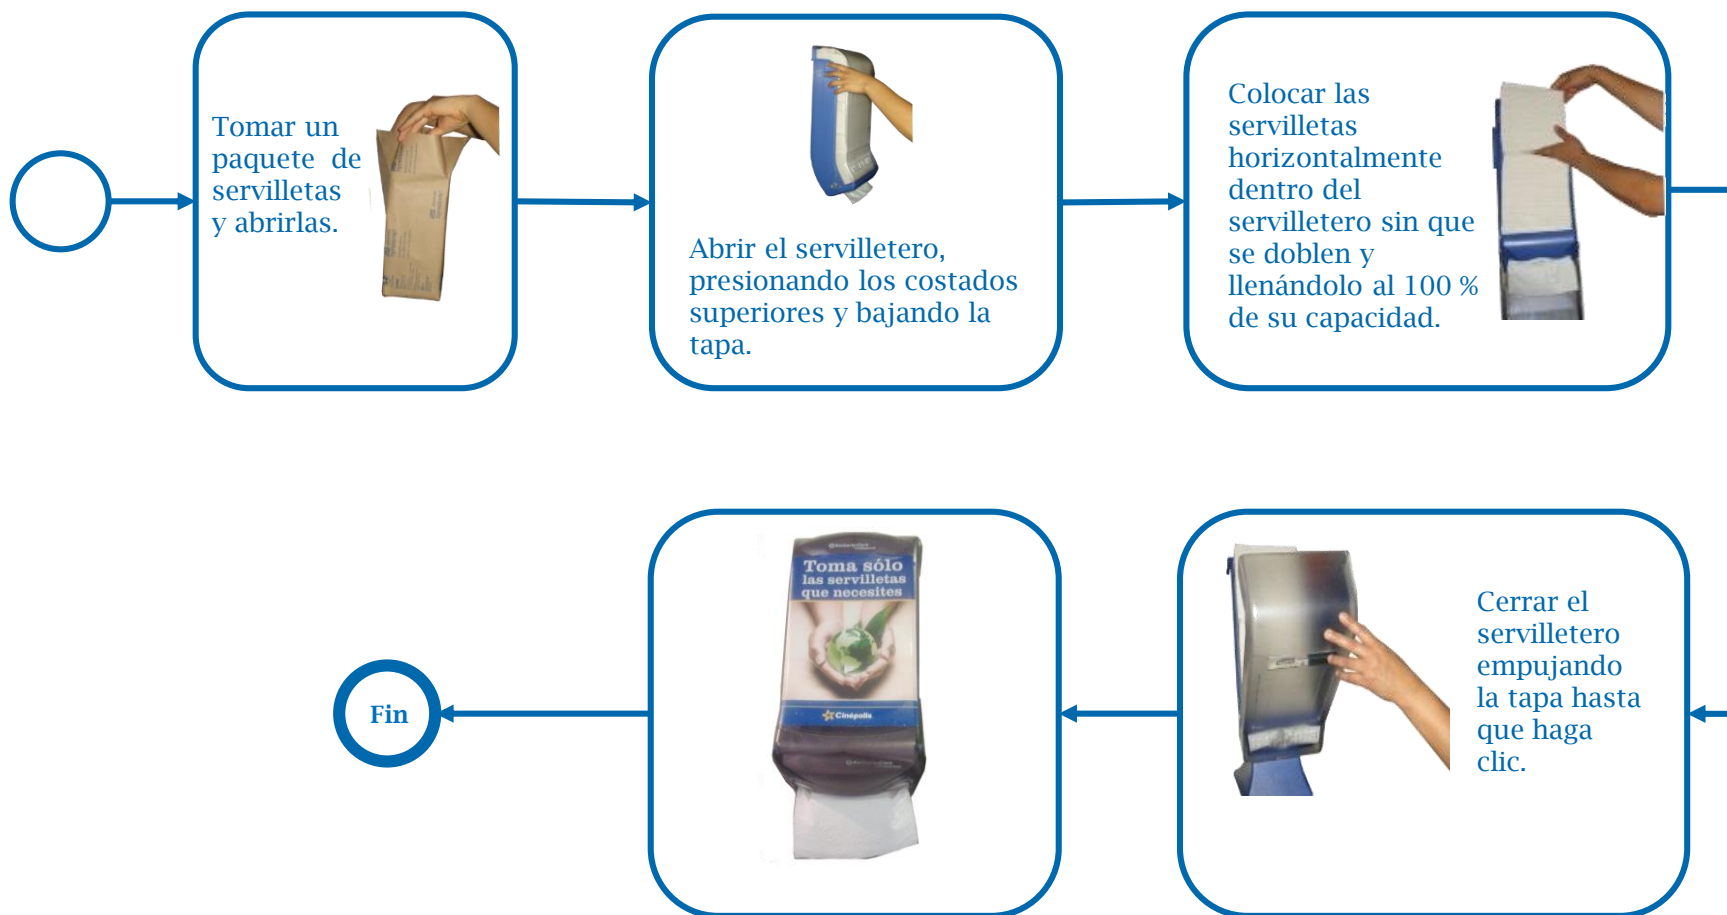 Tomar un
paquete de
servilletas
y abrirlas.
Abrir el servilletero,
presionando los costados
superiores y bajando la
tapa.
Colocar las
servilletas
horizontalmente
dentro del
servilletero sin que
se doblen y
llenándolo al 100 %
de su capacidad.
Cerrar el
servilletero
empujando
la tapa hasta
que haga
clic.
Toma sólo
las servilletas
que necesites
Cinépolis
Fin